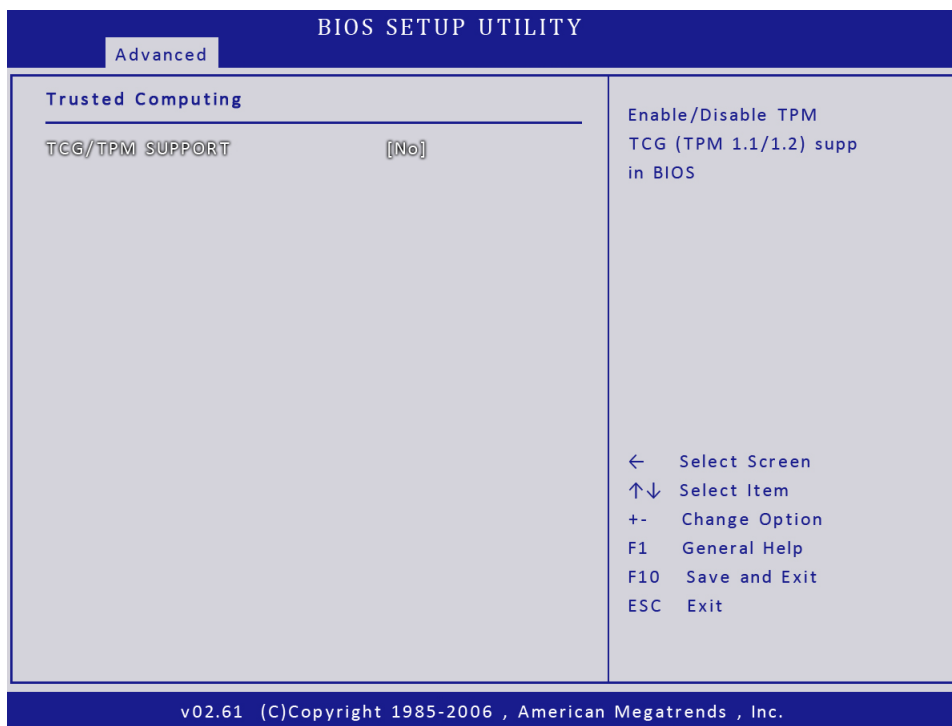 BIOS SETUP UTILITY
Advanced
Trusted Computing
TCG/TPM SUPPORT [No]
Enable/Disable TPM
TCG (TPM 1.1/1.2) supp
in BIOS
← Select Screen
↑↓ Select Item
+- Change Option
F1 General Help
F10 Save and Exit
ESC Exit
v02.61 (C)Copyright 1985-2006 , American Megatrends , Inc.